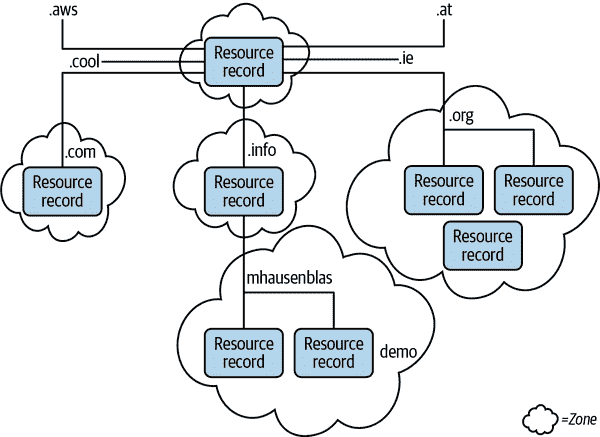 .aws
.at
Resource
record
.cool
.ie
.com
.info
.org
Resource
record
Resource
record
Resource
record
Resource
record
Resource
record
mhausenblas
Resource
record
Resource
record
demo
=Zone